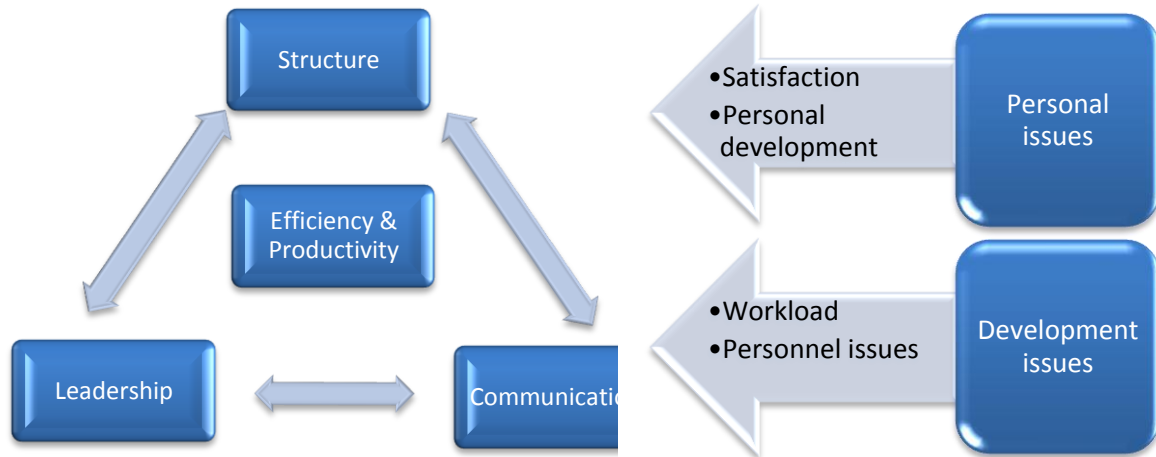 Structure
Efficiency &
Productivity
Leadership
Communicatio
•Satisfaction
•Personal
development
Personal
issues
•Workload
•Personnel issues
Development
issues